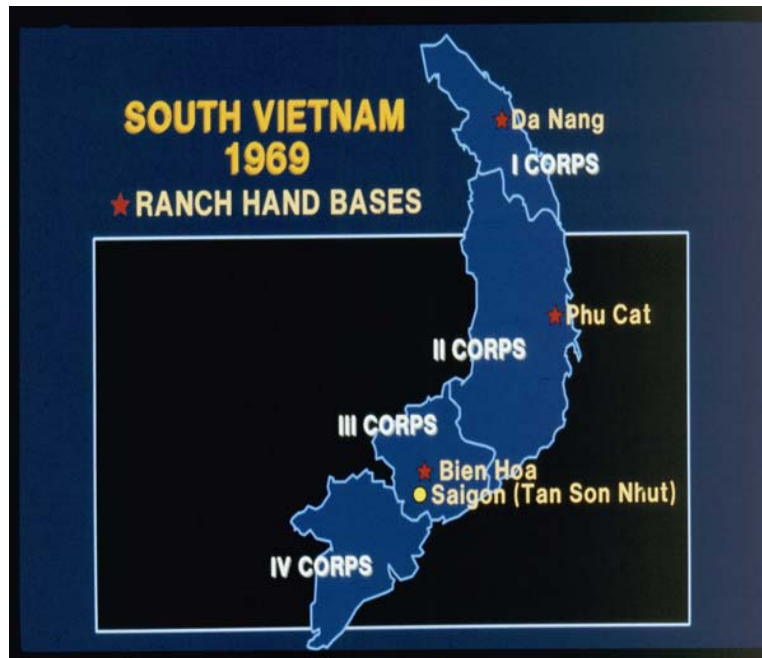 SOUTH VIETNAM
1969
RANCH HAND BASES
Da Nang
I CORPS
Phu Cat
II CORPS
III CORPS
Bien Hoa
Saigon (Tan Son Nhut)
IV CORPS